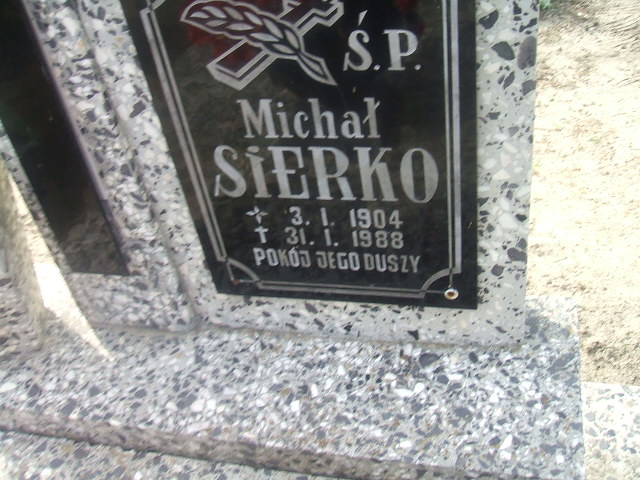 Ś.P.
Michał
SiERKO
3. I. 1904
✝ 31. I. 1988
POKÓJ JEGO DUSZY